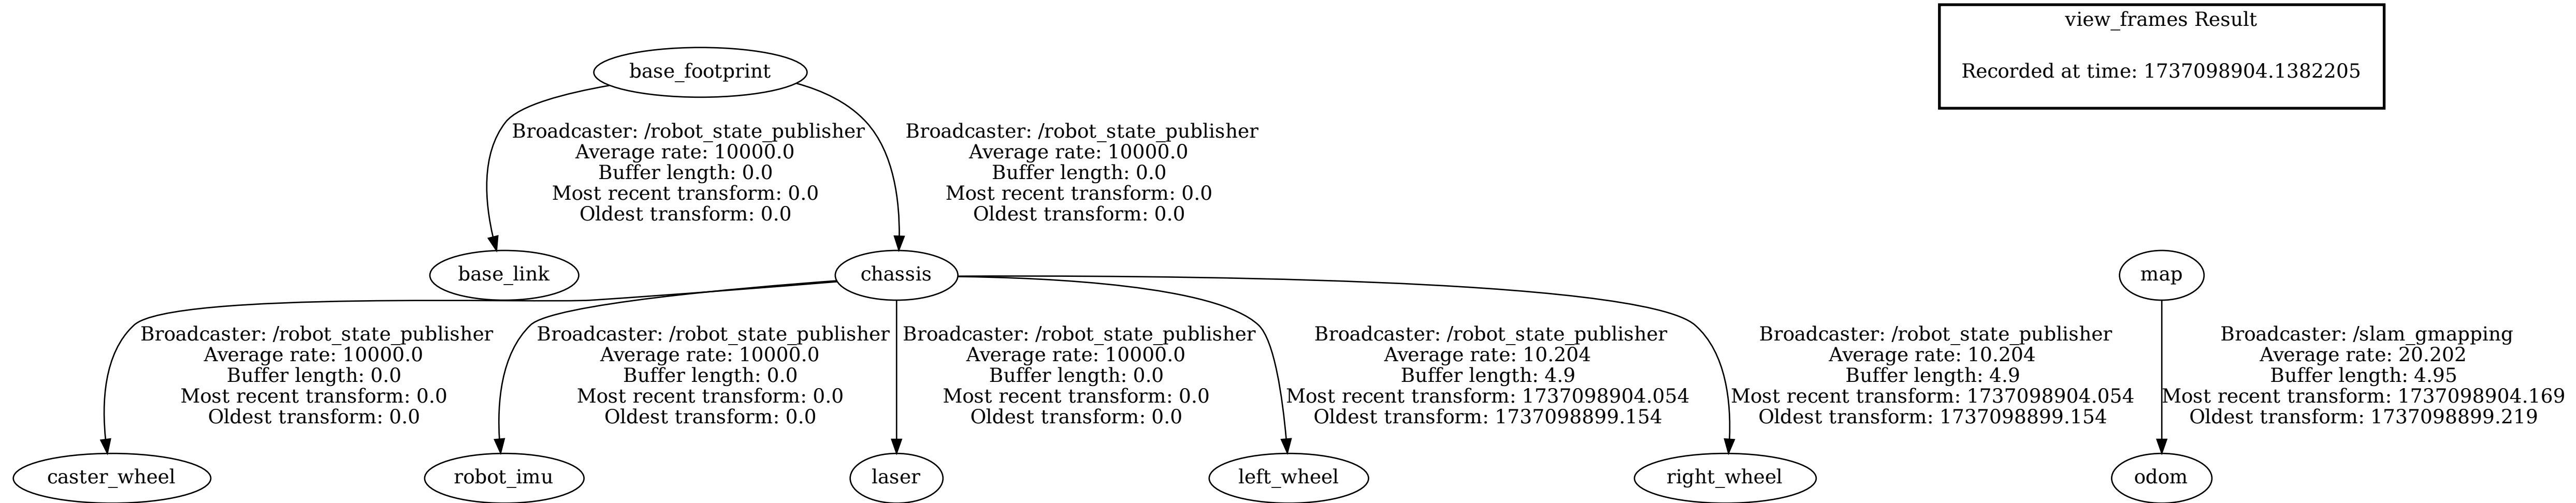 view_frames Result
Recorded at time: 1737098904.1382205
base_footprint
Broadcaster: /robot_state_publisher
Average rate: 10000.0
Buffer length: 0.0
Most recent transform: 0.0
Oldest transform: 0.0
Broadcaster: /robot_state_publisher
Average rate: 10000.0
Buffer length: 0.0
Most recent transform: 0.0
Oldest transform: 0.0
base_link
chassis
map
Broadcaster: /robot_state_publisher
Average rate: 10000.0
Buffer length: 0.0
Most recent transform: 0.0
Oldest transform: 0.0
Broadcaster: /robot_state_publisher
Average rate: 10000.0
Buffer length: 0.0
Most recent transform: 0.0
Oldest transform: 0.0
Broadcaster: /robot_state_publisher
Average rate: 10000.0
Buffer length: 0.0
Most recent transform: 0.0
Oldest transform: 0.0
Broadcaster: /robot_state_publisher
Average rate: 10.204
Buffer length: 4.9
Most recent transform: 1737098904.054
Oldest transform: 1737098899.154
Broadcaster: /robot_state_publisher
Average rate: 10.204
Buffer length: 4.9
Most recent transform: 1737098904.054
Oldest transform: 1737098899.154
Broadcaster: /slam_gmapping
Average rate: 20.202
Buffer length: 4.95
Most recent transform: 1737098904.169
Oldest transform: 1737098899.219
caster_wheel
robot_imu
laser
left_wheel
right_wheel
odom